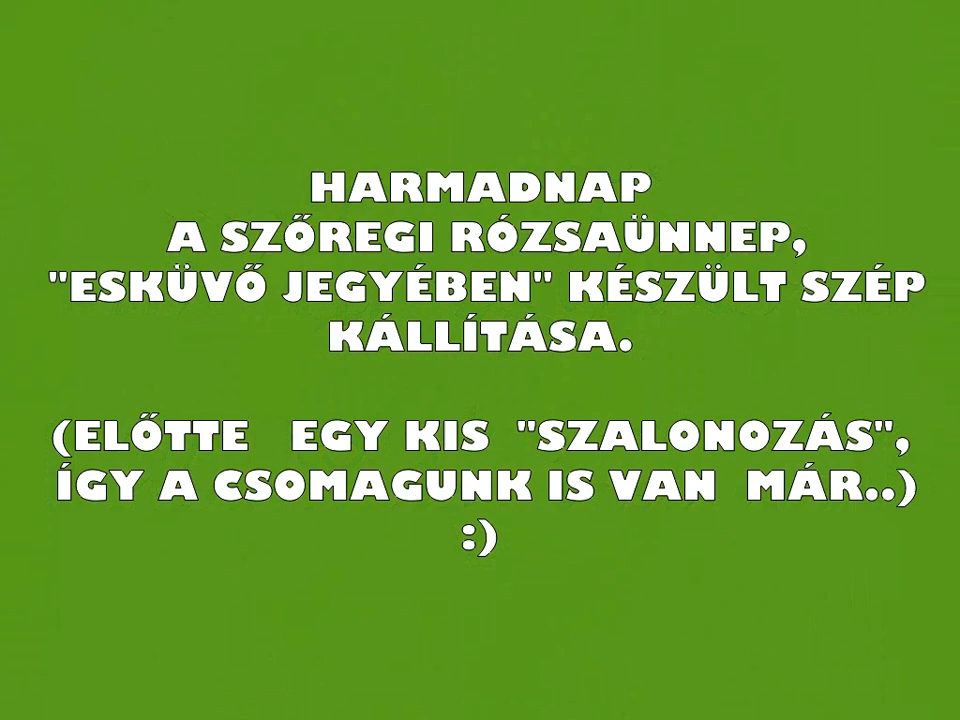 HARMADNAP
A SZŐREGI RÓZSAÜNNEP,
"ESKÜVŐ JEGYÉBEN" KÉSZÜLT SZÉP
KÁLLÍTÁSA.
(ELŐTTE EGY KIS "SZALONOZÁS",
ÍGY A CSOMAGUNK IS VAN MÁR..)
:)